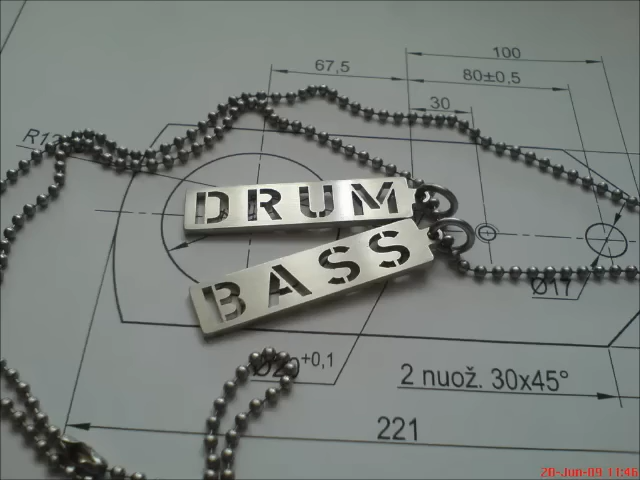 100
67,5
80±0,5
30
DRUM
BASS
Ø17
+0,1
2 nuož. 30x45°
221
20-Jun-09 11:46